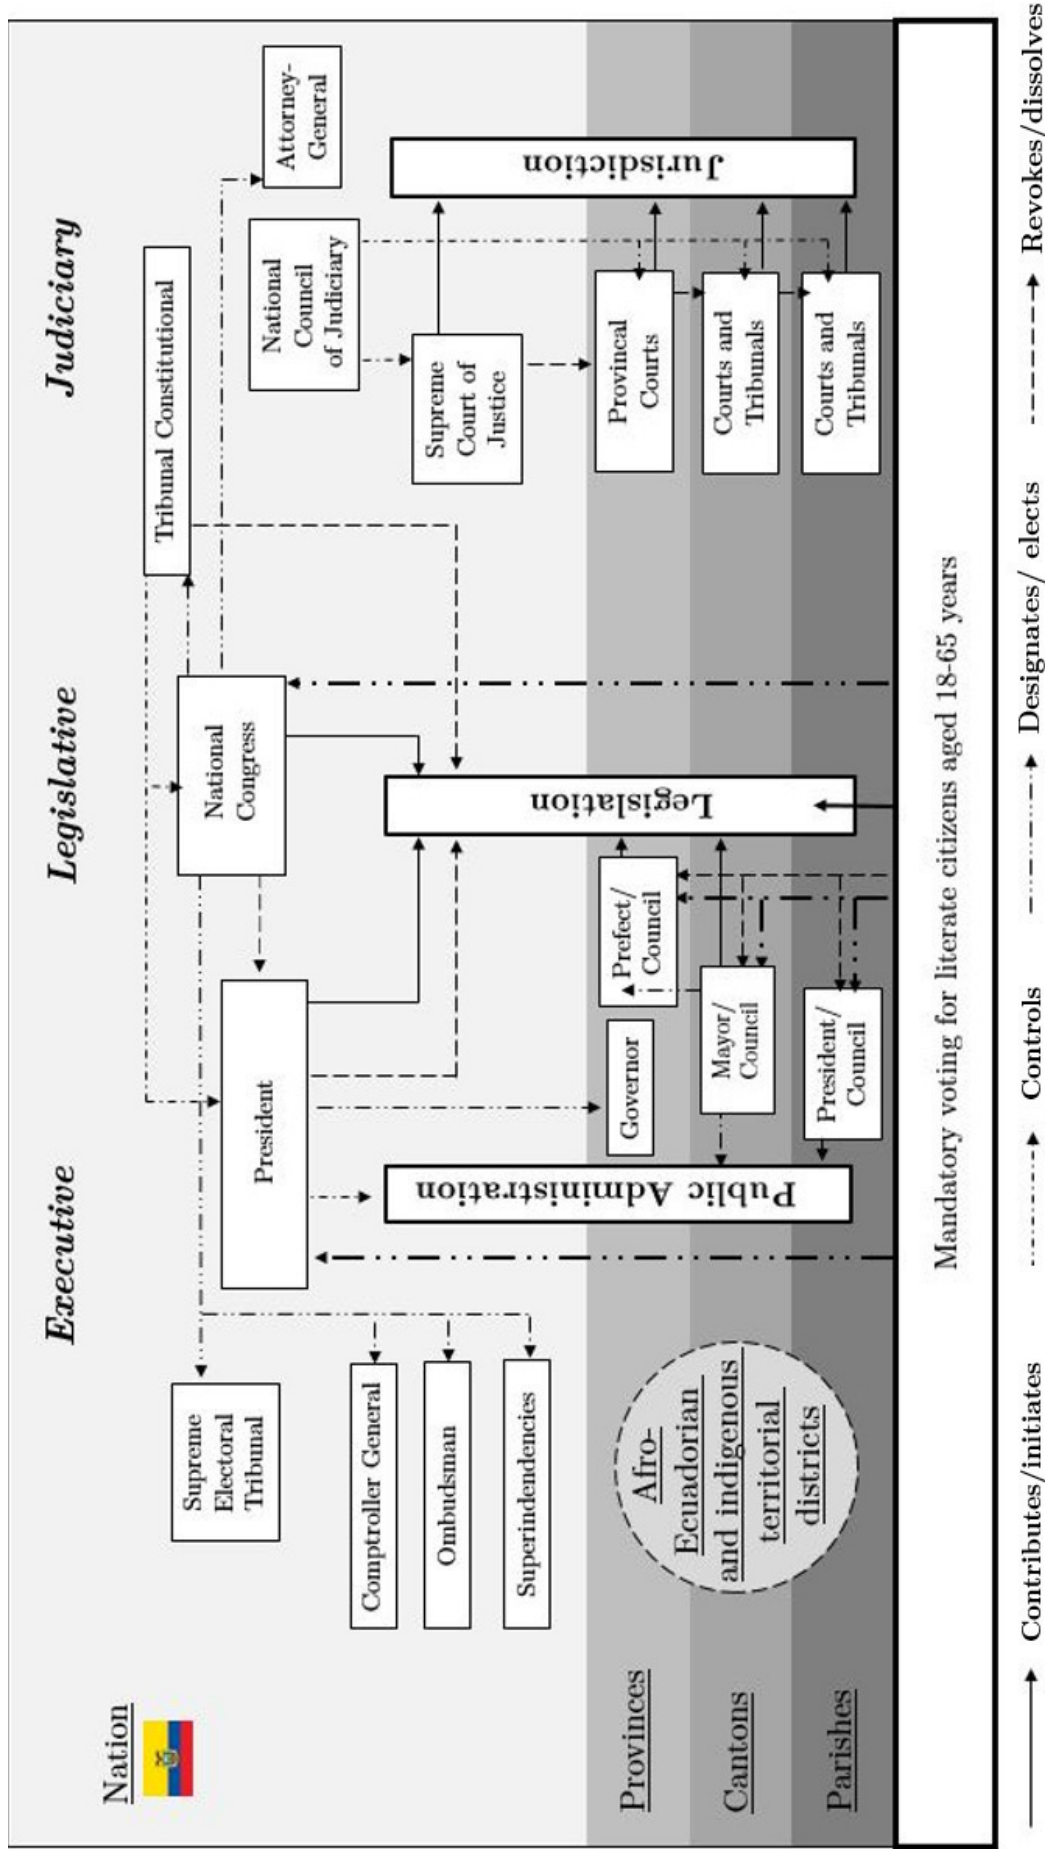 Executive
Legislative
Judiciary
Nation
Supreme
Electoral
Tribunal
Comptroller General
Ombudsman
Superindendencies
President
National
Congress
Tribunal Constitutional
National
Council
of Judiciary
Attorney-
General
Supreme
Court of
Justice
Public Administration
Legislation
Jurisdiction
Provinces
Governor
Prefect/
Council
Provincal
Courts
Cantons
Mayor/
Council
Courts and
Tribunals
Parishes
President/
Council
Courts and
Tribunals
Afro-
Ecuadorian
and indigenous
territorial
districts
Mandatory voting for literate citizens aged 18-65 years
Contributes/initiates
Controls
Designates/ elects
Revokes/dissolves